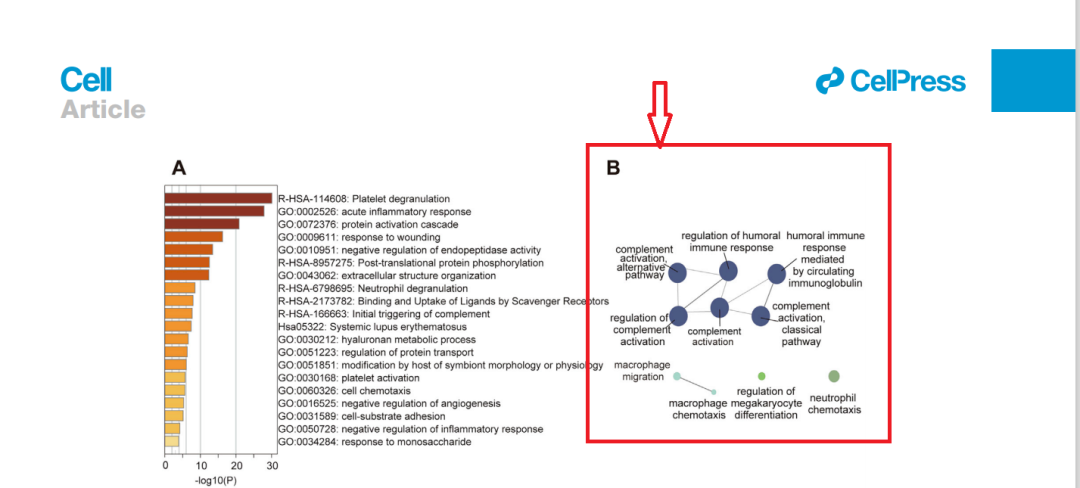 Cell
Article
CellPress
A
R-HSA-114608: Platelet degranulation
GO:0002526: acute inflammatory response
GO:0072376: protein activation cascade
GO:0009611: response to wounding
GO:0010951: negative regulation of endopeptidase activity
R-HSA-8957275: Post-translational protein phosphorylation
GO:0043062: extracellular structure organization
R-HSA-6798695: Neutrophil degranulation
R-HSA-2173782: Binding and Uptake of Ligands by Scavenger Receptors
R-HSA-166663: Initial triggering of complement
Hsa05322: Systemic lupus erythematosus
GO:0030212: hyaluronan metabolic process
GO:0051223: regulation of protein transport
GO:0051851: modification by host of symbiont morphology or physiology
GO:0030168: platelet activation
GO:0060326: cell chemotaxis
GO:0016525: negative regulation of angiogenesis
GO:0031589: cell-substrate adhesion
GO:0050728: negative regulation of inflammatory response
GO:0034284: response to monosaccharide
0 10 20 30
-log10(P)
B
complement
activation,
alternative
pathway
regulation of humoral
immune response
humoral immune
response
mediated
by circulating
immunoglobulin
regulation of
complement
activation
complement
activation
complement
activation,
classical
pathway
macrophage
migration
macrophage
chemotaxis
regulation of
megakaryocyte
differentiation
neutrophil
chemotaxis